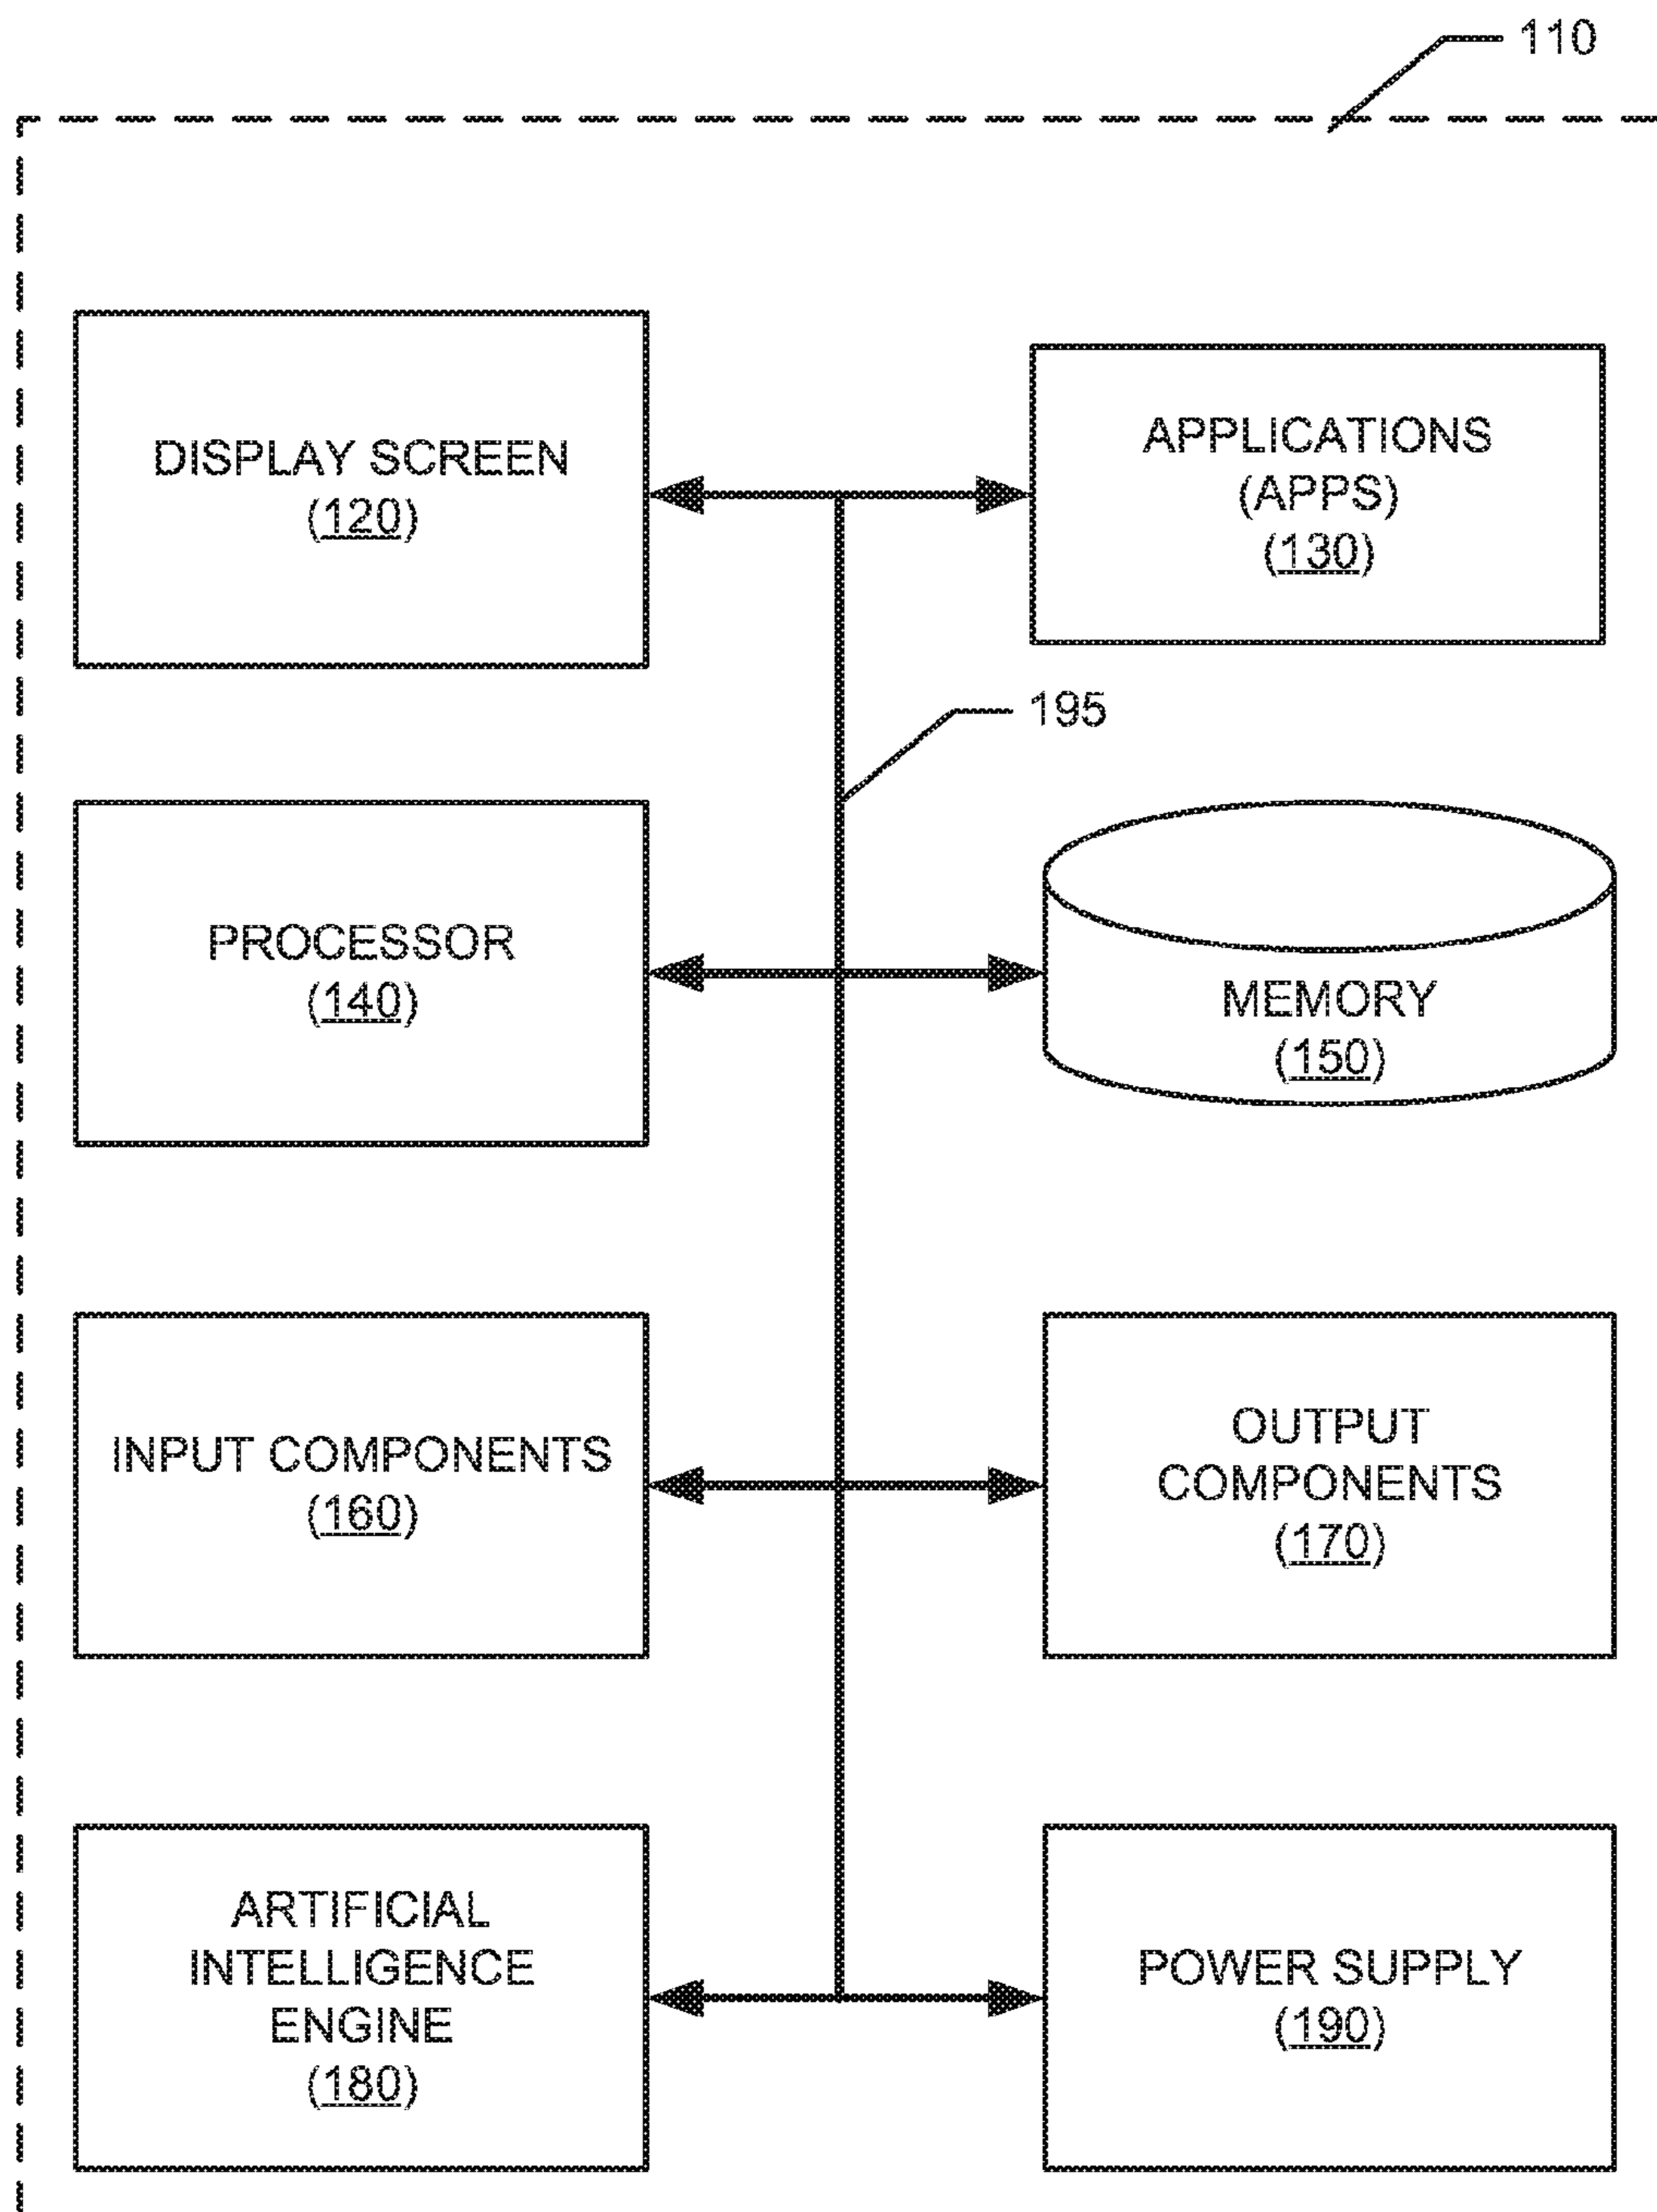 110
DISPLAY SCREEN
(120)
APPLICATIONS
(APPS)
(130)
195
PROCESSOR
(140)
MEMORY
(150)
INPUT COMPONENTS
(160)
OUTPUT
COMPONENTS
(170)
ARTIFICIAL
INTELLIGENCE
ENGINE
(180)
POWER SUPPLY
(190)